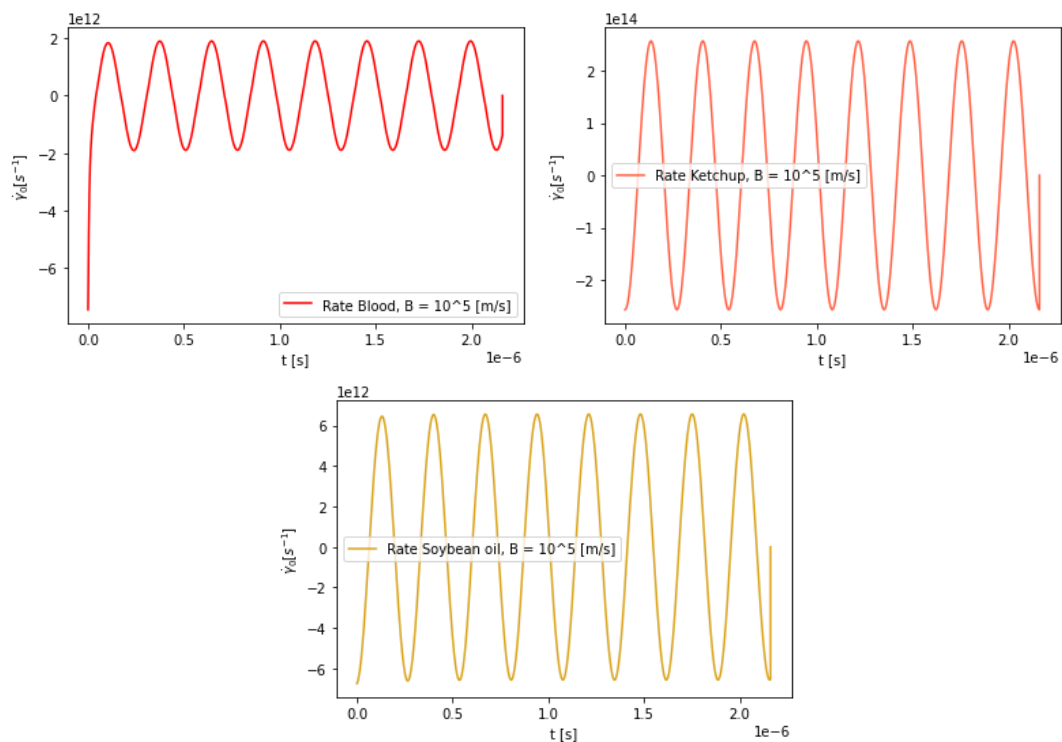 1e12
2
0
−2
−4
−6
γ̇₀[s⁻¹]
Rate Blood, B = 10^5 [m/s]
0.0
0.5
1.0
1.5
2.0
1e−6
t [s]
1e14
2
1
0
−1
−2
γ̇₀[s⁻¹]
Rate Ketchup, B = 10^5 [m/s]
0.0
0.5
1.0
1.5
2.0
1e−6
t [s]
1e12
6
4
2
0
−2
−4
−6
γ̇₀[s⁻¹]
Rate Soybean oil, B = 10^5 [m/s]
0.0
0.5
1.0
1.5
2.0
1e−6
t [s]